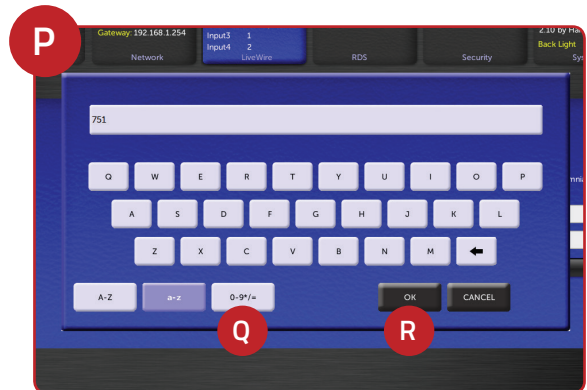 P
Gateway: 192.168.1.254
Input3 1
Input4 2
2.10 by Ha
Back Light
Network
LiveWire
RDS
Security
Sys
751
Q W E R T Y U I O P
A S D F G H J K L
Z X C V B N M
A-Z a-z 0-9*/= OK CANCEL
Q R